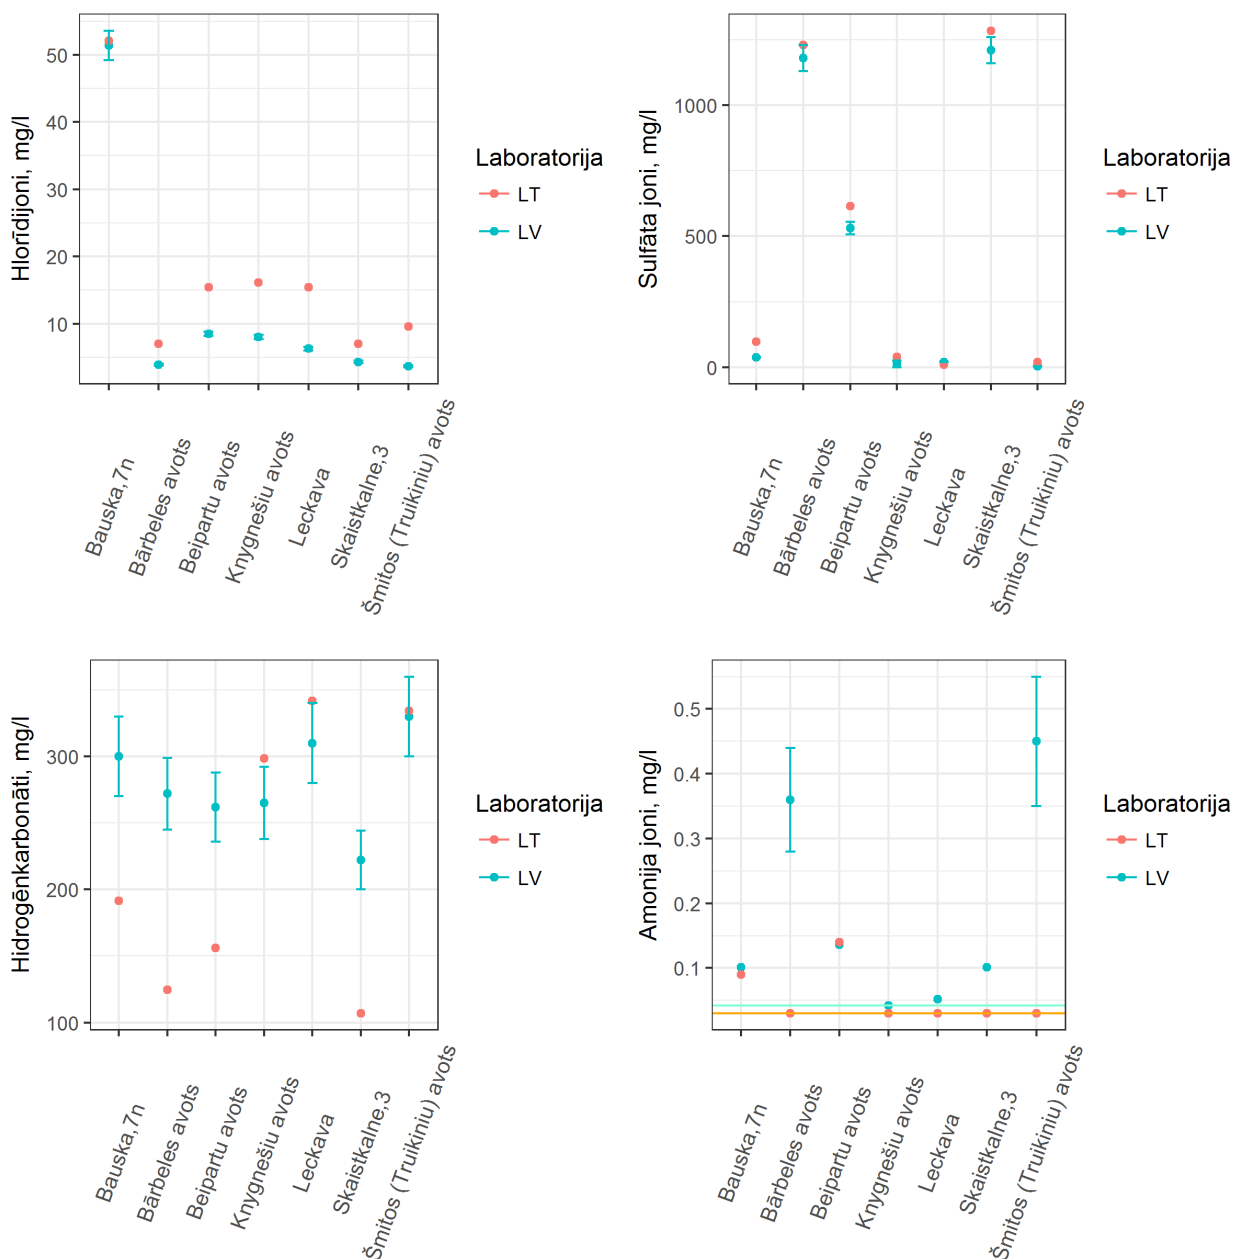 Hlorīdijoni, mg/l
50
40
30
20
10
Bauska,7n
Bārbeles avots
Beipartu avots
Knygnešiu avots
Leckava
Skaistkalne,3
Šmitos (Truikiniu) avots
Laboratorija
LT
LV
Sulfāta joni, mg/l
1000
500
0
Bauska,7n
Bārbeles avots
Beipartu avots
Knygnešiu avots
Leckava
Skaistkalne,3
Šmitos (Truikiniu) avots
Laboratorija
LT
LV
Hidrogēnkarbonāti, mg/l
300
200
100
Bauska,7n
Bārbeles avots
Beipartu avots
Knygnešiu avots
Leckava
Skaistkalne,3
Šmitos (Truikiniu) avots
Laboratorija
LT
LV
Amonija joni, mg/l
0.5
0.4
0.3
0.2
0.1
Bauska,7n
Bārbeles avots
Beipartu avots
Knygnešiu avots
Leckava
Skaistkalne,3
Šmitos (Truikiniu) avots
Laboratorija
LT
LV